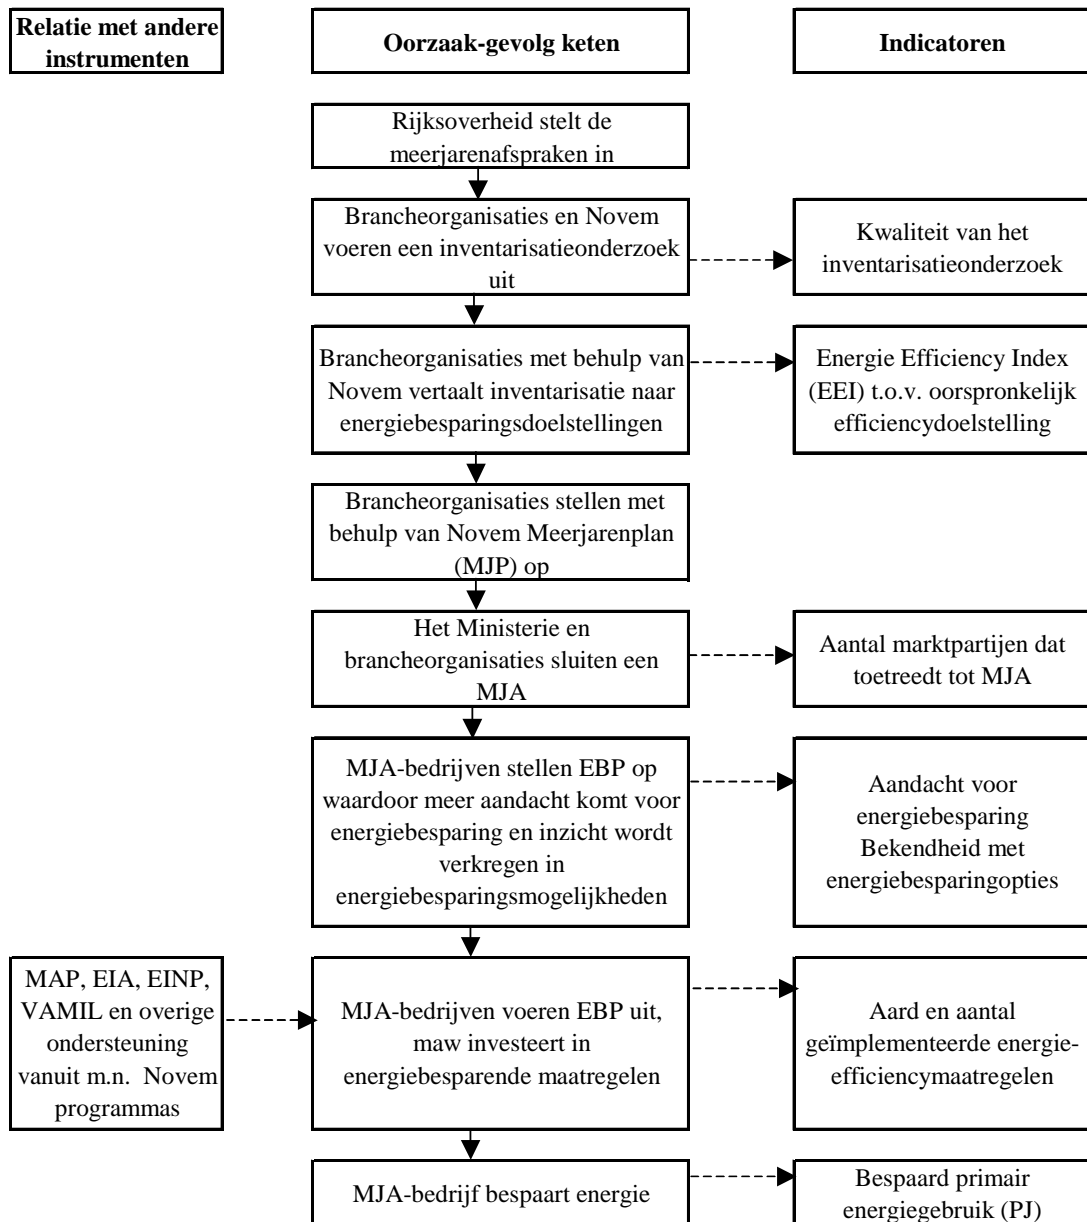 Relatie met andere
instrumenten
Oorzaak-gevolg keten
Indicatoren
Rijksoverheid stelt de
meerjarenafspraken in
Brancheorganisaties en Novem
voeren een inventarisatieonderzoek
uit
Kwaliteit van het
inventarisatieonderzoek
Brancheorganisaties met behulp van
Novem vertaalt inventarisatie naar
energiebesparingsdoelstellingen
Energie Efficiency Index
(EEI) t.o.v. oorspronkelijk
efficiencydoelstelling
Brancheorganisaties stellen met
behulp van Novem Meerjarenplan
(MJP) op
Het Ministerie en
brancheorganisaties sluiten een
MJA
Aantal marktpartijen dat
toetreedt tot MJA
MJA-bedrijven stellen EBP op
waardoor meer aandacht komt voor
energiebesparing en inzicht wordt
verkregen in
energiebesparingsmogelijkheden
Aandacht voor
energiebesparing
Bekendheid met
energiebesparingopties
MAP, EIA, EINP,
VAMIL en overige
ondersteuning
vanuit m.n. Novem
programmas
MJA-bedrijven voeren EBP uit,
maw investeert in
energiebesparende maatregelen
Aard en aantal
geïmplementeerde energie-
efficiencymaatregelen
MJA-bedrijf bespaart energie
Bespaard primair
energiegebruik (PJ)